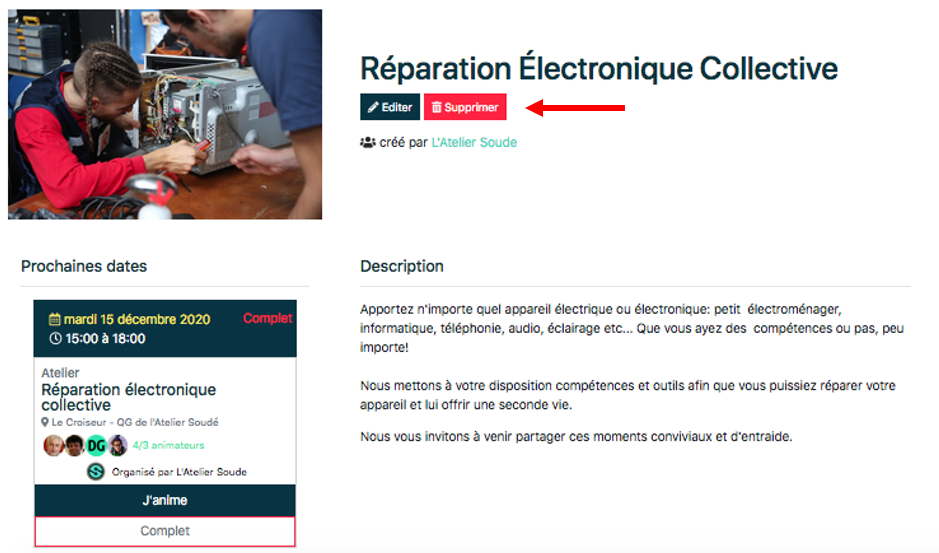 Réparation Électronique Collective
Editer Supprimer
créé par L'Atelier Soude
Prochaines dates
mardi 15 décembre 2020 Complet
15:00 à 18:00
Atelier
Réparation électronique
collective
Le Croiseur - QG de l'Atelier Soudé
DG 4/3 animateurs
Organisé par L'Atelier Soude
J'anime
Complet
Description
Apportez n'importe quel appareil électrique ou électronique: petit électroménager,
informatique, téléphonie, audio, éclairage etc... Que vous ayez des compétences ou pas, peu
importe!
Nous mettons à votre disposition compétences et outils afin que vous puissiez réparer votre
appareil et lui offrir une seconde vie.
Nous vous invitons à venir partager ces moments conviviaux et d'entraide.